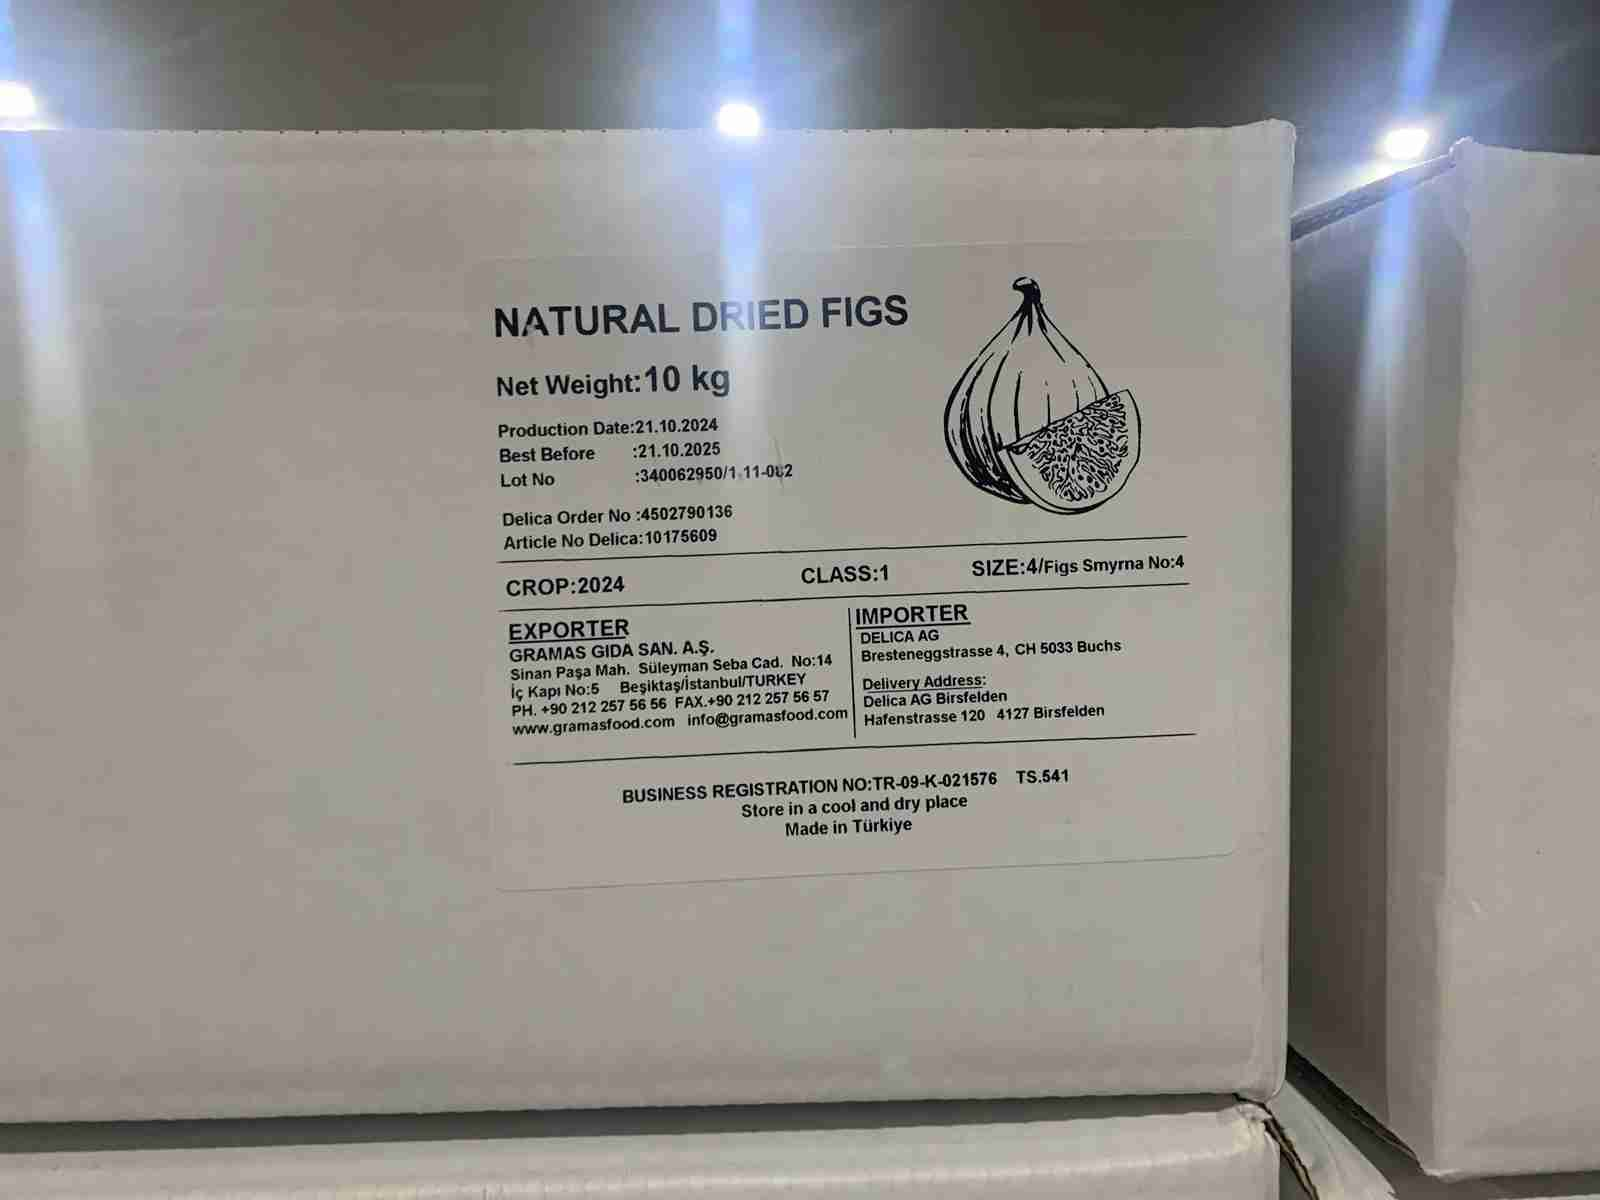 NATURAL DRIED FIGS
Net Weight:10 kg
Production Date:21.10.2024
Best Before :21.10.2025
Lot No
Delica Order No :4502790136
Article No Delica:10175609
CROP:2024 CLASS:1 SIZE:4/Figs Smyrna No:4
EXPORTER
GRAMAS GIDA SAN. A.Ş.
Sinan Paşa Mah. Süleyman Seba Cad. No:14
İç Kapı No:5 Beşiktaş/İstanbul/TURKEY
PH. +90 212 257 56 56 FAX.+90 212 257 56 57
www.gramasfood.com info@gramasfood.com
IMPORTER
DELICA AG
Bresteneggstrasse 4, CH 5033 Buchs
Delivery Address:
Delica AG Birsfelden
Hafenstrasse 120 4127 Birsfelden
BUSINESS REGISTRATION NO:TR-09-K-021576 TS.541
Store in a cool and dry place
Made in Türkiye